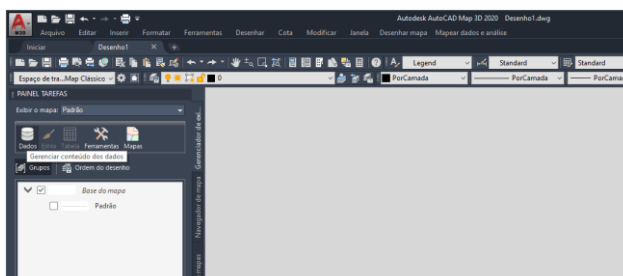 Autodesk AutoCAD Map 3D 2020 Desenho1.dwg
Arquivo Editar Inserir Formatar Ferramentas Desenhar Cota Modificar Janela Desenhar mapa Mapear dados e análise
Iniciar Desenho1
Legend Standard Standard
Espaço de tra...Map Clássico 0 PorCamada PorCamada PorCama
PAINEL TAREFAS
Exibir o mapa: Padrão
Dados Estilo Tabela Ferramentas Mapas
Gerenciar conteúdo dos dados
Grupos Ordem do desenho
Base do mapa
Padrão
Gerenciador de exi...
Navegador de mapa
mapas